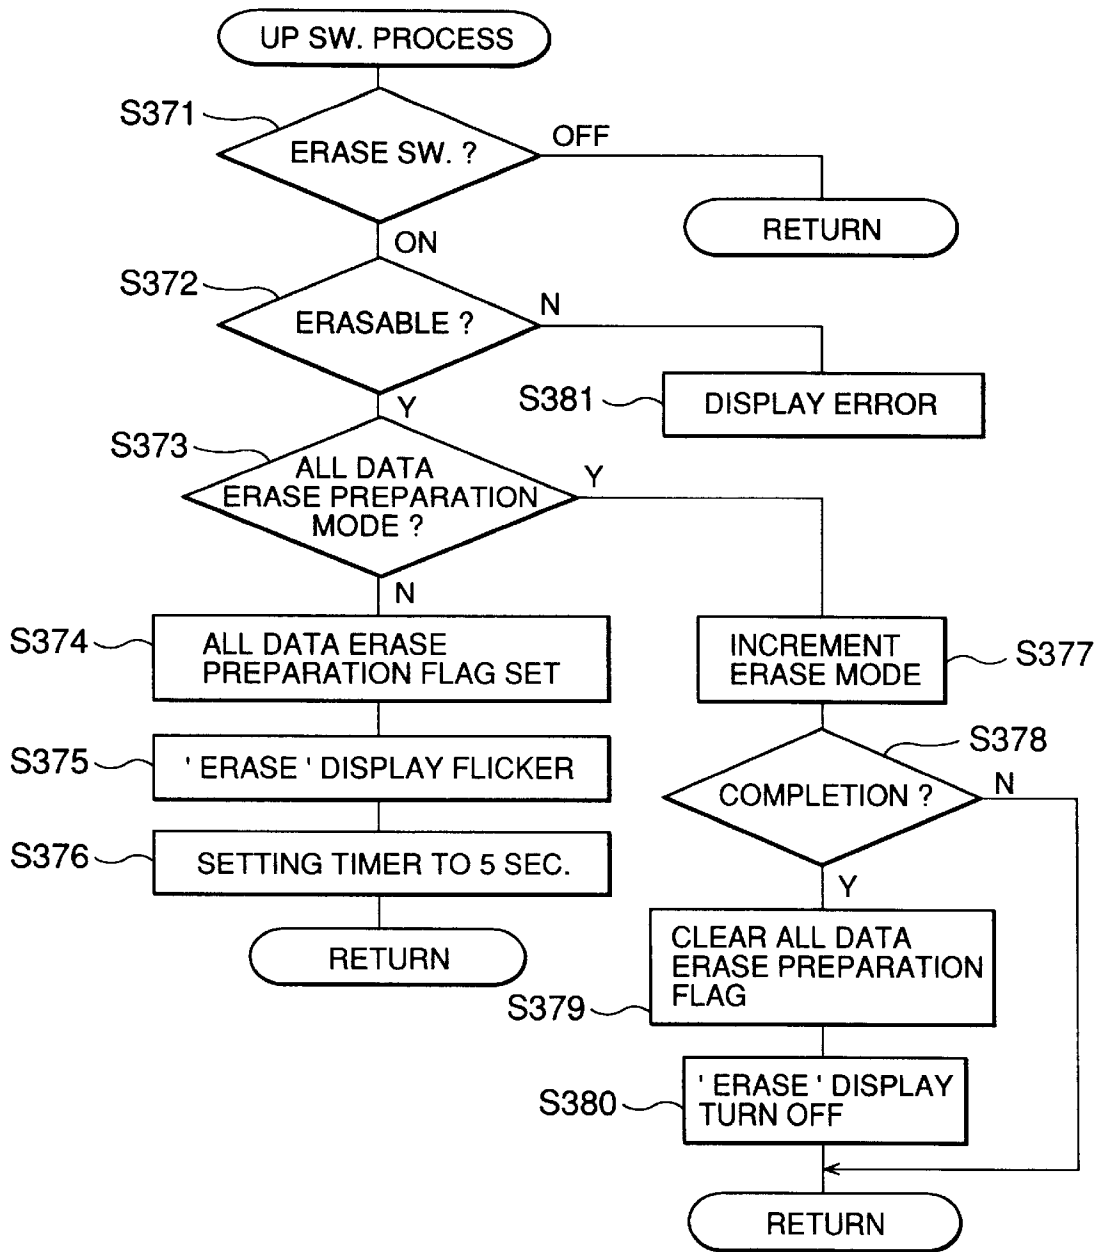 UP SW. PROCESS
S371
ERASE SW. ?
OFF
RETURN
ON
S372
ERASABLE ?
N
S381
DISPLAY ERROR
Y
S373
ALL DATA
ERASE PREPARATION
MODE ?
Y
N
S374
ALL DATA ERASE
PREPARATION FLAG SET
S375
' ERASE ' DISPLAY FLICKER
S376
SETTING TIMER TO 5 SEC.
RETURN
INCREMENT
ERASE MODE
S377
S378
COMPLETION ?
N
Y
CLEAR ALL DATA
ERASE PREPARATION
FLAG
S379
' ERASE ' DISPLAY
TURN OFF
S380
RETURN